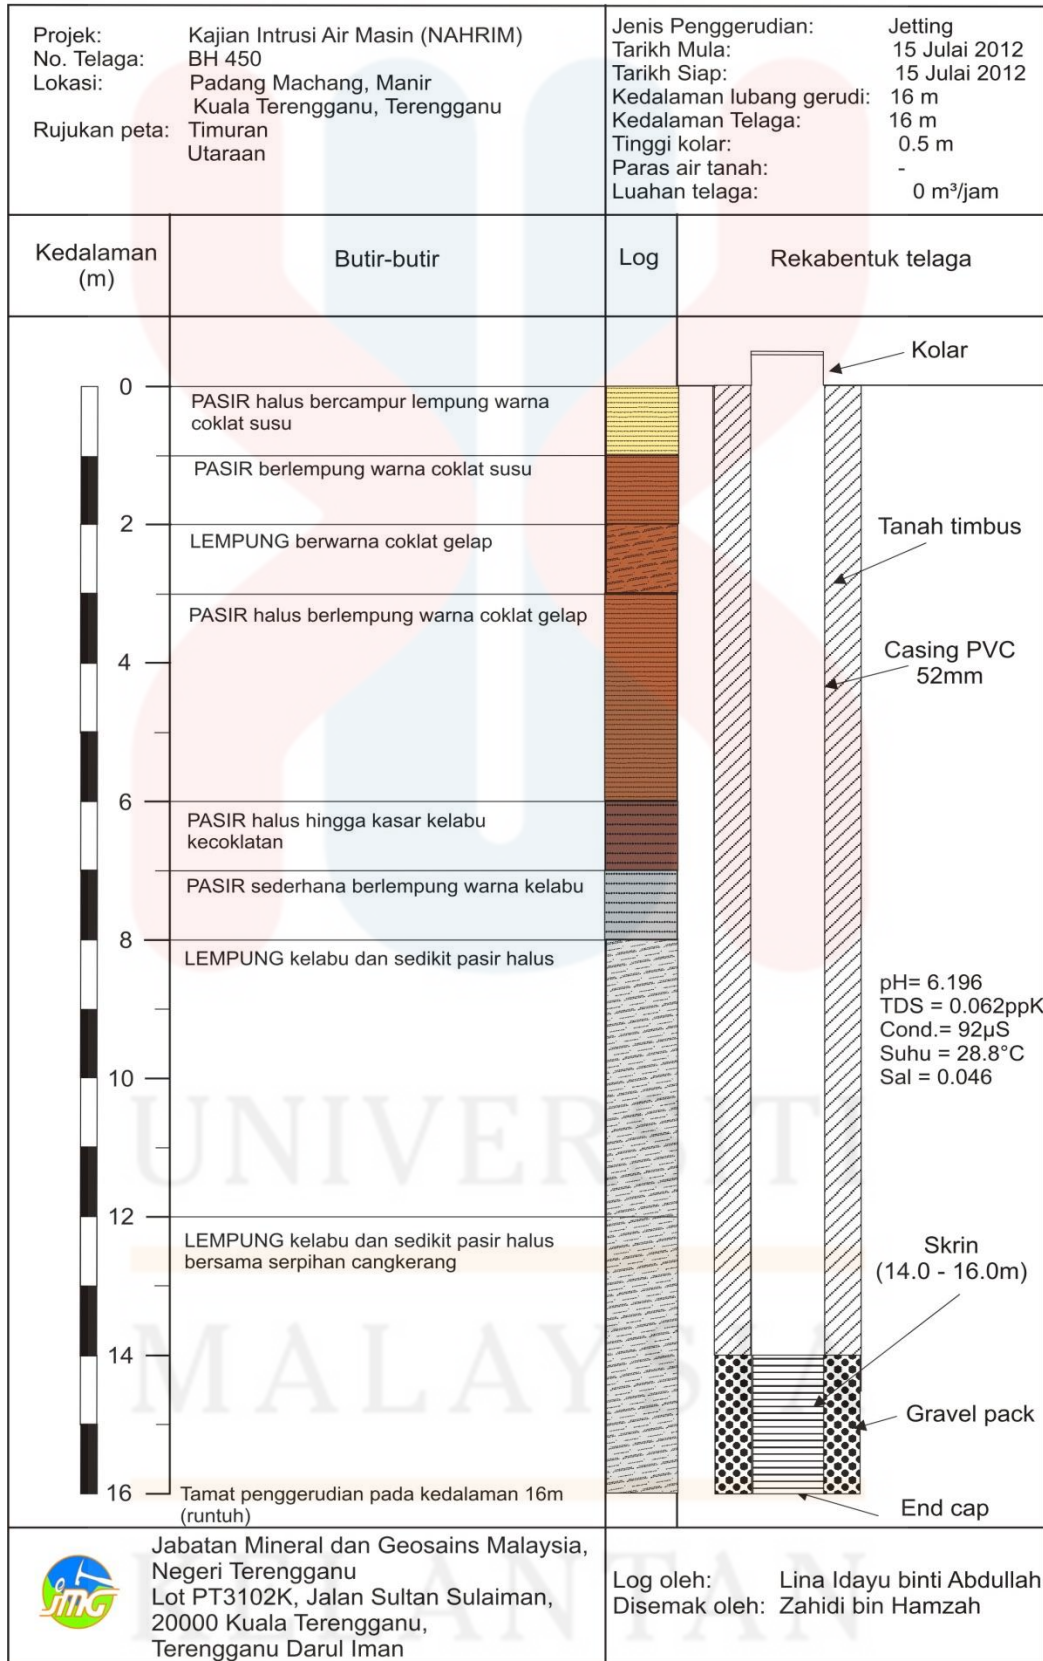 Projek: Kajian Intrusi Air Masin (NAHRIM)
No. Telaga: BH 450
Lokasi: Padang Machang, Manir
Kuala Terengganu, Terengganu
Rujukan peta: Timuran
Utaraan
Jenis Penggerudian: Jetting
Tarikh Mula: 15 Julai 2012
Tarikh Siap: 15 Julai 2012
Kedalaman lubang gerudi: 16 m
Kedalaman Telaga: 16 m
Tinggi kolar: 0.5 m
Paras air tanah: -
Luahan telaga: 0 m³/jam
Kedalaman
(m)
Butir-butir
Log
Rekabentuk telaga
Kolar
0
PASIR halus bercampur lempung warna
coklat susu
PASIR berlempung warna coklat susu
2
LEMPUNG berwarna coklat gelap
Tanah timbus
PASIR halus berlempung warna coklat gelap
4
Casing PVC
52mm
6
PASIR halus hingga kasar kelabu
kecoklatan
PASIR sederhana berlempung warna kelabu
8
LEMPUNG kelabu dan sedikit pasir halus
pH= 6.196
TDS = 0.062ppK
Cond.= 92µS
Suhu = 28.8°C
Sal = 0.046
10
UNIVERSITI
12
LEMPUNG kelabu dan sedikit pasir halus
bersama serpihan cangkerang
Skrin
(14.0 - 16.0m)
14
MALAYSIA
Gravel pack
16
Tamat penggerudian pada kedalaman 16m
(runtuh)
End cap
KELANTAN
JMG
Jabatan Mineral dan Geosains Malaysia,
Negeri Terengganu
Lot PT3102K, Jalan Sultan Sulaiman,
20000 Kuala Terengganu,
Terengganu Darul Iman
Log oleh: Lina Idayu binti Abdullah
Disemak oleh: Zahidi bin Hamzah